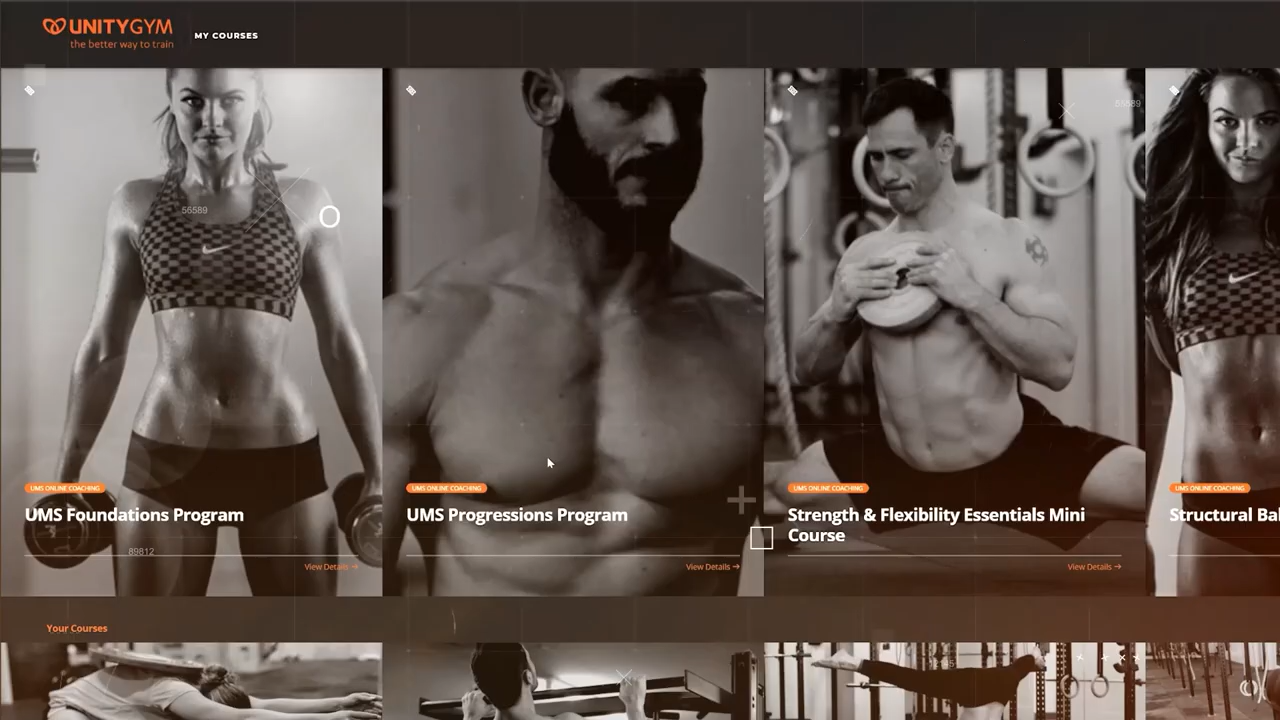 UNITYGYM
the better way to train
MY COURSES
55589
56589
UMS ONLINE COACHING
UMS Foundations Program
89812
View Details →
UMS ONLINE COACHING
UMS Progressions Program
View Details →
UMS ONLINE COACHING
Strength & Flexibility Essentials Mini
Course
View Details →
UMS ONLINE COACHING
Structural Bal
Your Courses